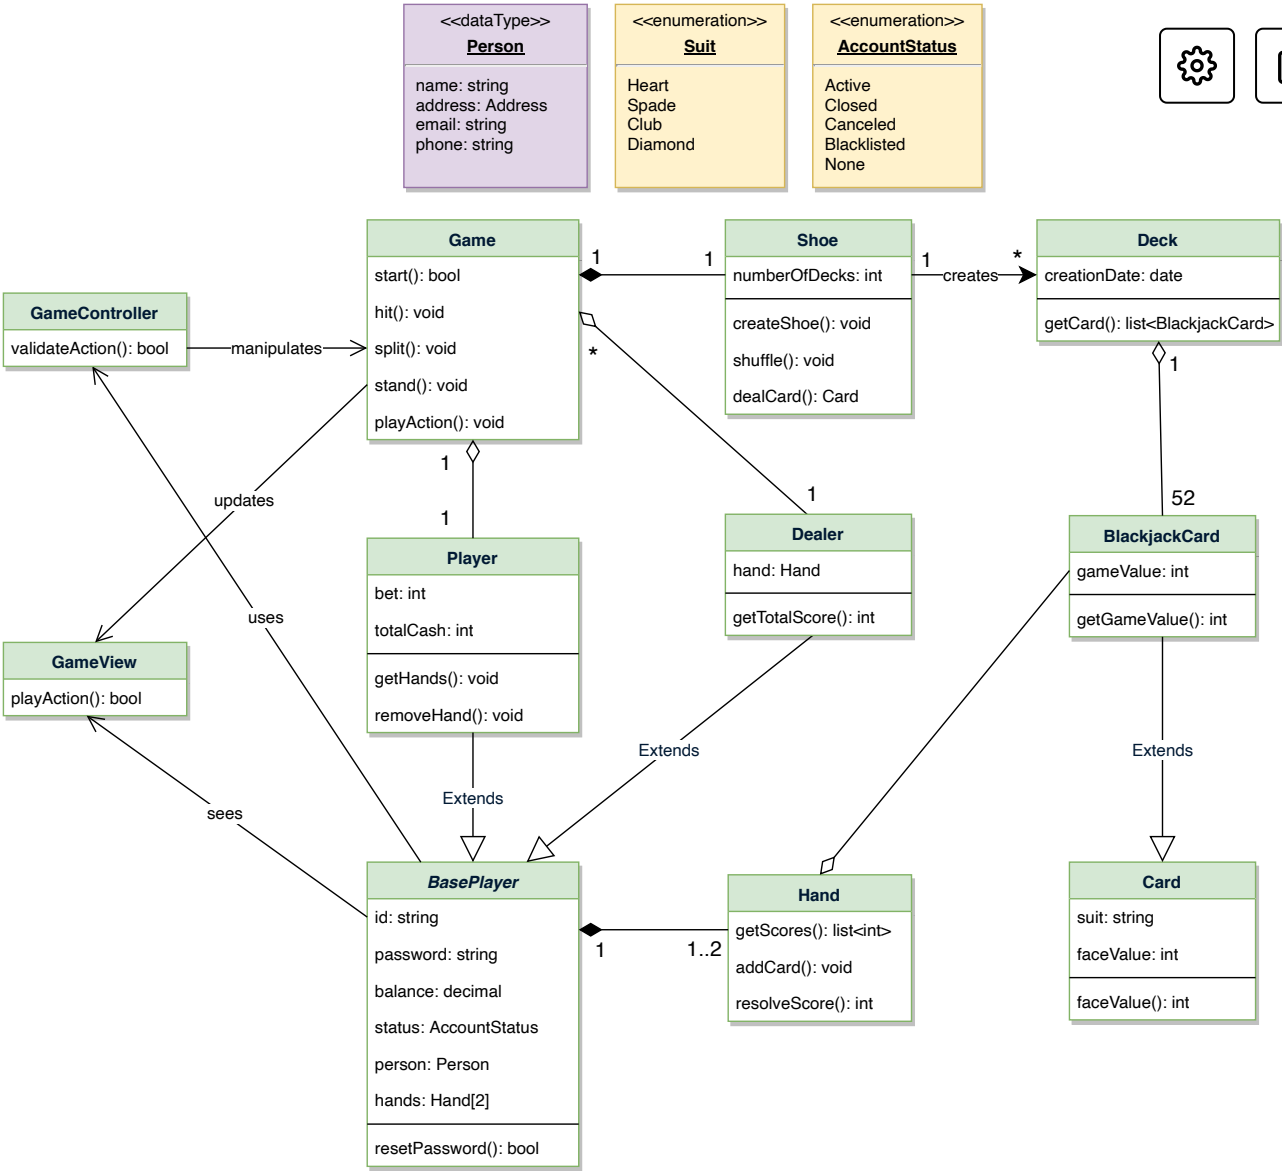 <<dataType>>
Person
name: string
address: Address
email: string
phone: string
<<enumeration>>
Suit
Heart
Spade
Club
Diamond
<<enumeration>>
AccountStatus
Active
Closed
Canceled
Blacklisted
None
Game
start(): bool
hit(): void
split(): void
stand(): void
playAction(): void
1
1
Shoe
numberOfDecks: int
createShoe(): void
shuffle(): void
dealCard(): Card
1
creates
*
Deck
creationDate: date
getCard(): list<BlackjackCard>
GameController
validateAction(): bool
manipulates
*
1
1
1
1
52
updates
Player
bet: int
totalCash: int
getHands(): void
removeHand(): void
Dealer
hand: Hand
getTotalScore(): int
BlackjackCard
gameValue: int
getGameValue(): int
uses
GameView
playAction(): bool
Extends
Extends
Extends
sees
BasePlayer
id: string
password: string
balance: decimal
status: AccountStatus
person: Person
hands: Hand[2]
resetPassword(): bool
1
1..2
Hand
getScores(): list<int>
addCard(): void
resolveScore(): int
Card
suit: string
faceValue: int
faceValue(): int